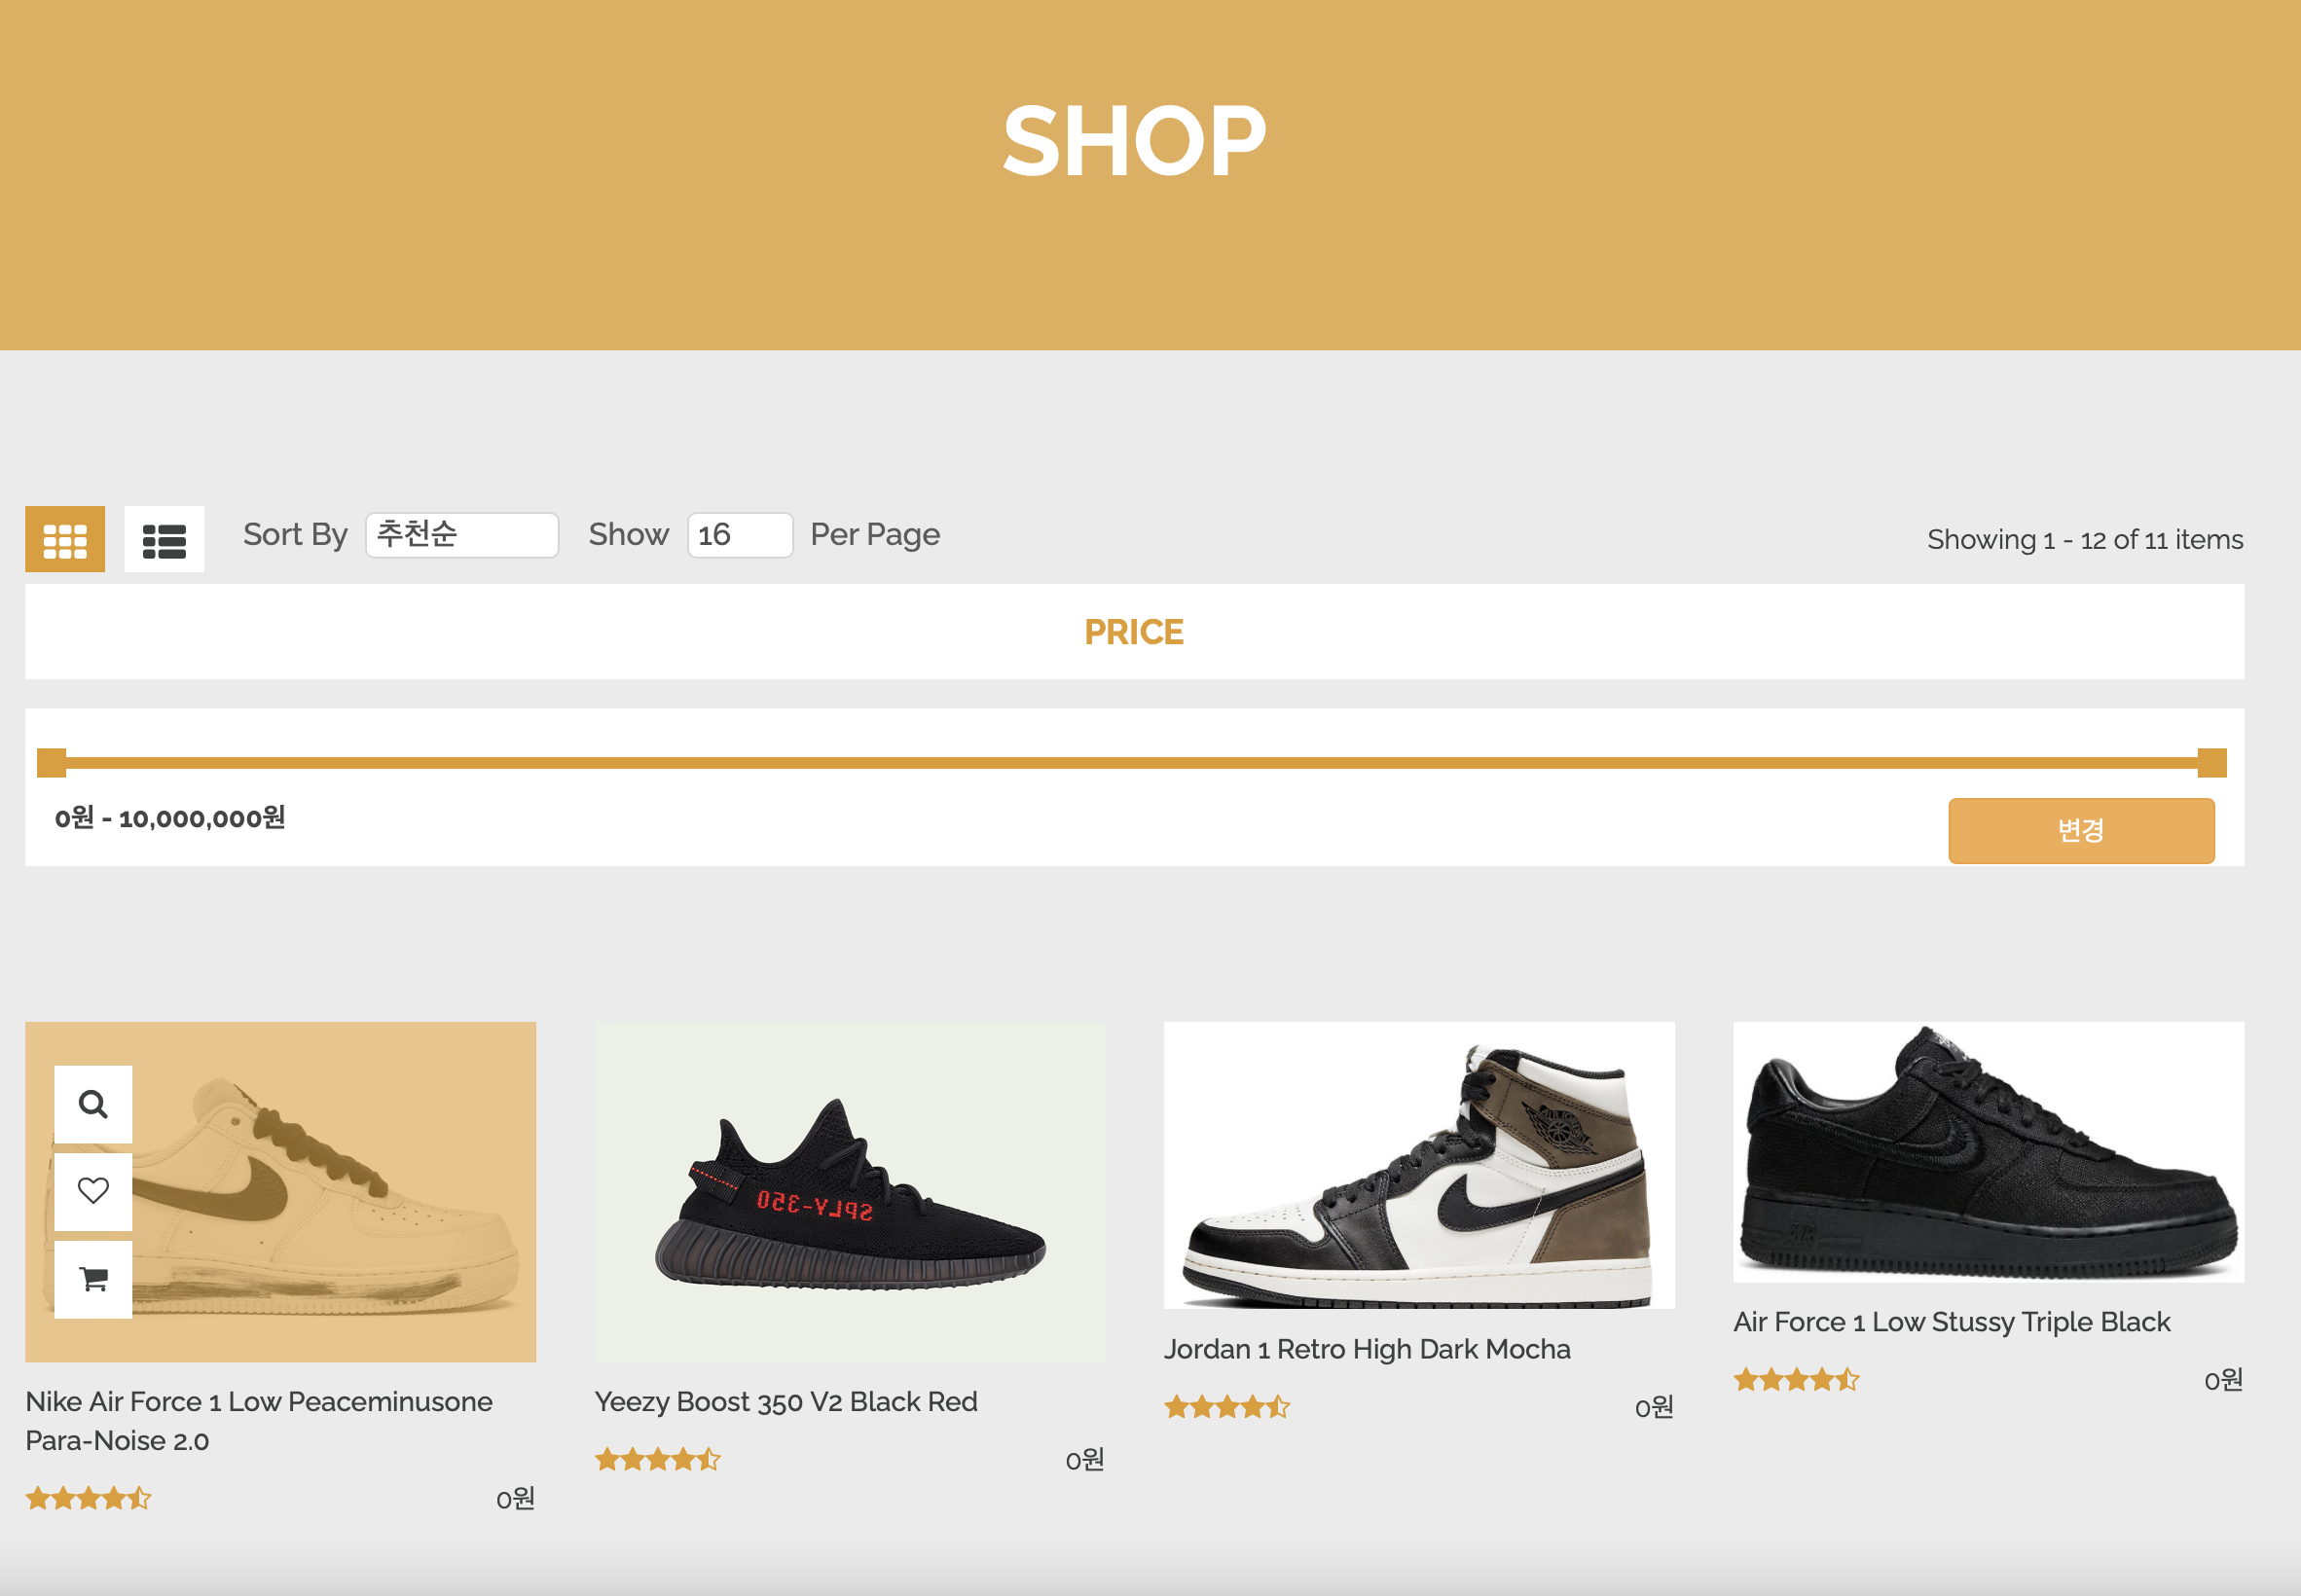 SHOP
Sort By 추천순 Show 16 Per Page
Showing 1 - 12 of 11 items
PRICE
0원 - 10,000,000원
변경
SPLY-350
Nike Air Force 1 Low Peaceminusone
Para-Noise 2.0
0원
Yeezy Boost 350 V2 Black Red
0원
Jordan 1 Retro High Dark Mocha
0원
AIR
Air Force 1 Low Stussy Triple Black
0원